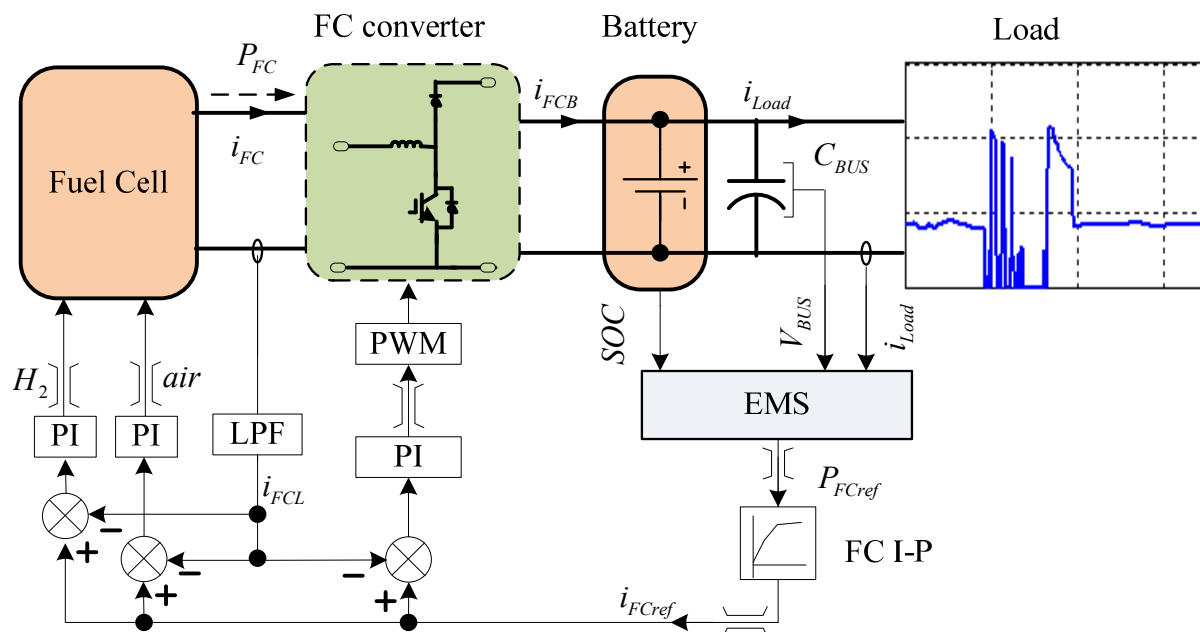 FC converter
Battery
Load
P_FC
i_FCB
i_Load
i_FC
Fuel Cell
C_BUS
+
-
SOC
V_BUS
i_Load
PWM
H_2
air
EMS
PI
PI
LPF
PI
P_FCref
i_FCL
−
+
−
−
FC I-P
+
+
i_FCref